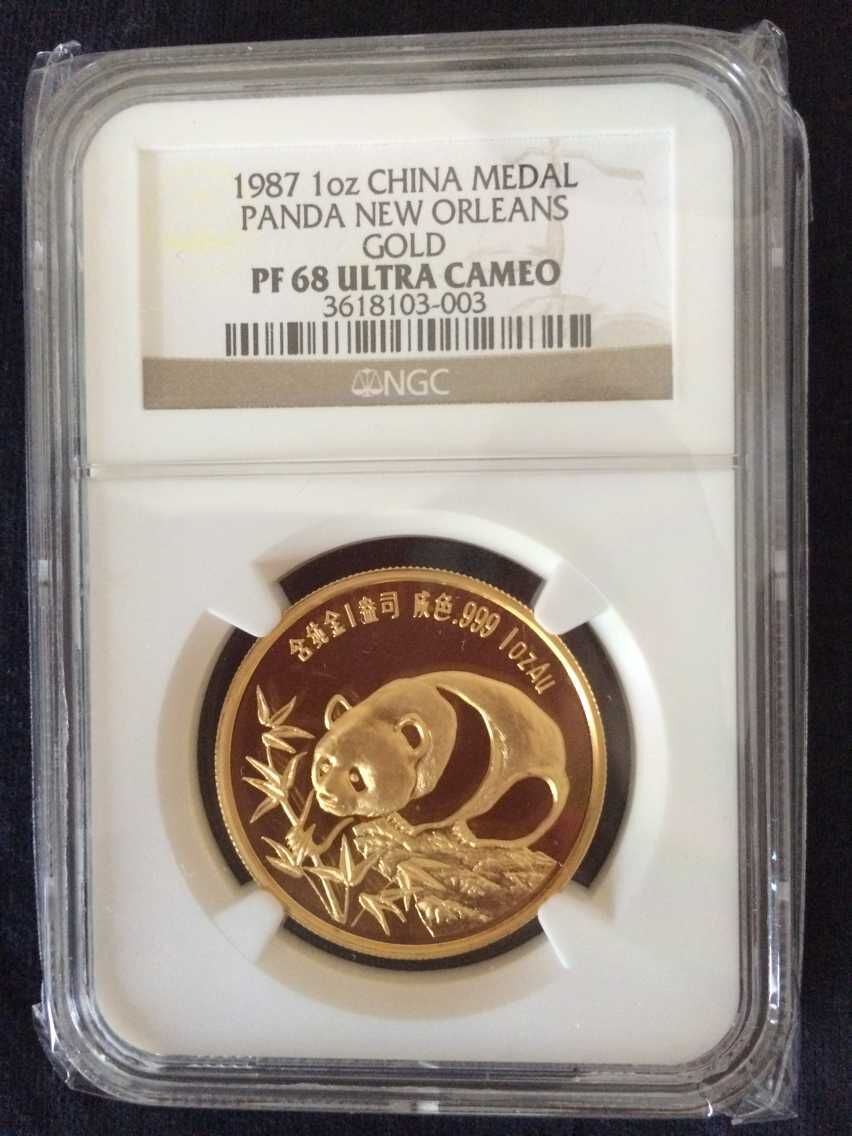 1987 1oz CHINA MEDAL
PANDA NEW ORLEANS
GOLD
PF 68 ULTRA CAMEO
3618103-003
NGC
含纯金1盎司 成色.999 1ozAu